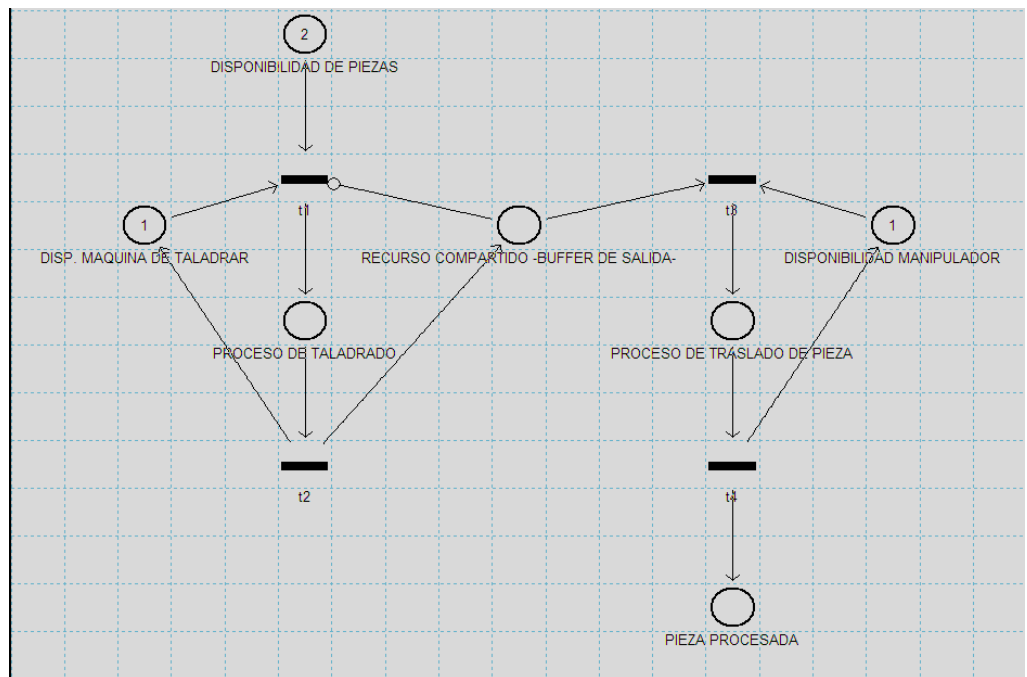 2
DISPONIBILIDAD DE PIEZAS
t1
t3
1
1
DISP. MAQUINA DE TALADRAR
RECURSO COMPARTIDO -BUFFER DE SALIDA-
DISPONIBILIDAD MANIPULADOR
PROCESO DE TALADRADO
PROCESO DE TRASLADO DE PIEZA
t2
t4
PIEZA PROCESADA